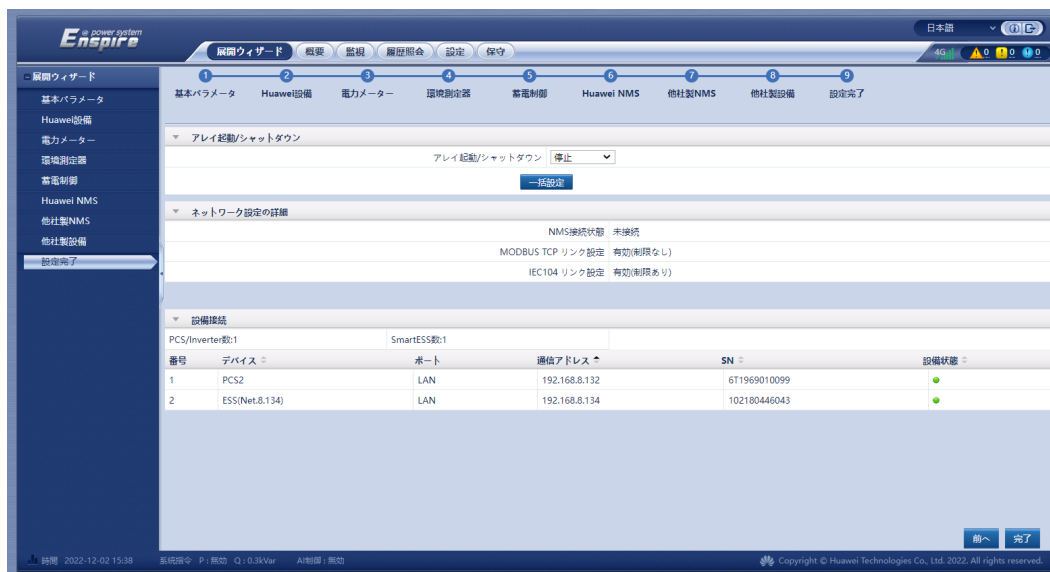 Enspire
e power system
日本語
展開ウィザード 概要 監視 履歴照会 設定 保守
4G 0 0 0
展開ウィザード
基本パラメータ
Huawei設備
電力メーター
環境測定器
蓄電制御
Huawei NMS
他社製NMS
他社製設備
設定完了
1 2 3 4 5 6 7 8 9
基本パラメータ Huawei設備 電力メーター 環境測定器 蓄電制御 Huawei NMS 他社製NMS 他社製設備 設定完了
アレイ起動/シャットダウン
アレイ起動/シャットダウン 停止
一括設定
ネットワーク設定の詳細
NMS接続状態 未接続
MODBUS TCP リンク設定 有効(制限なし)
IEC104 リンク設定 有効(制限あり)
設備接続
PCS/Inverter数:1 SmartESS数:1
番号 デバイス ポート 通信アドレス SN 設備状態
1 PCS2 LAN 192.168.8.132 6T1969010099
2 ESS(Net.8.134) LAN 192.168.8.134 102180446043
前へ 完了
時間 2022-12-02 15:38 系統指令 P : 無効 Q : 0.3kVar AI制御 : 無効 Copyright © Huawei Technologies Co., Ltd. 2022. All rights reserved.